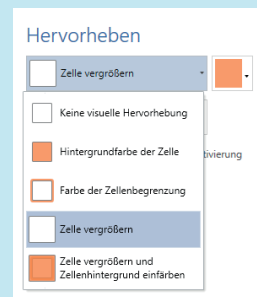 Hervorheben
Zelle vergrößern
Keine visuelle Hervorhebung
Hintergrundfarbe der Zelle
tivierung
Farbe der Zellenbegrenzung
Zelle vergrößern
Zelle vergrößern und
Zellenhintergrund einfärben